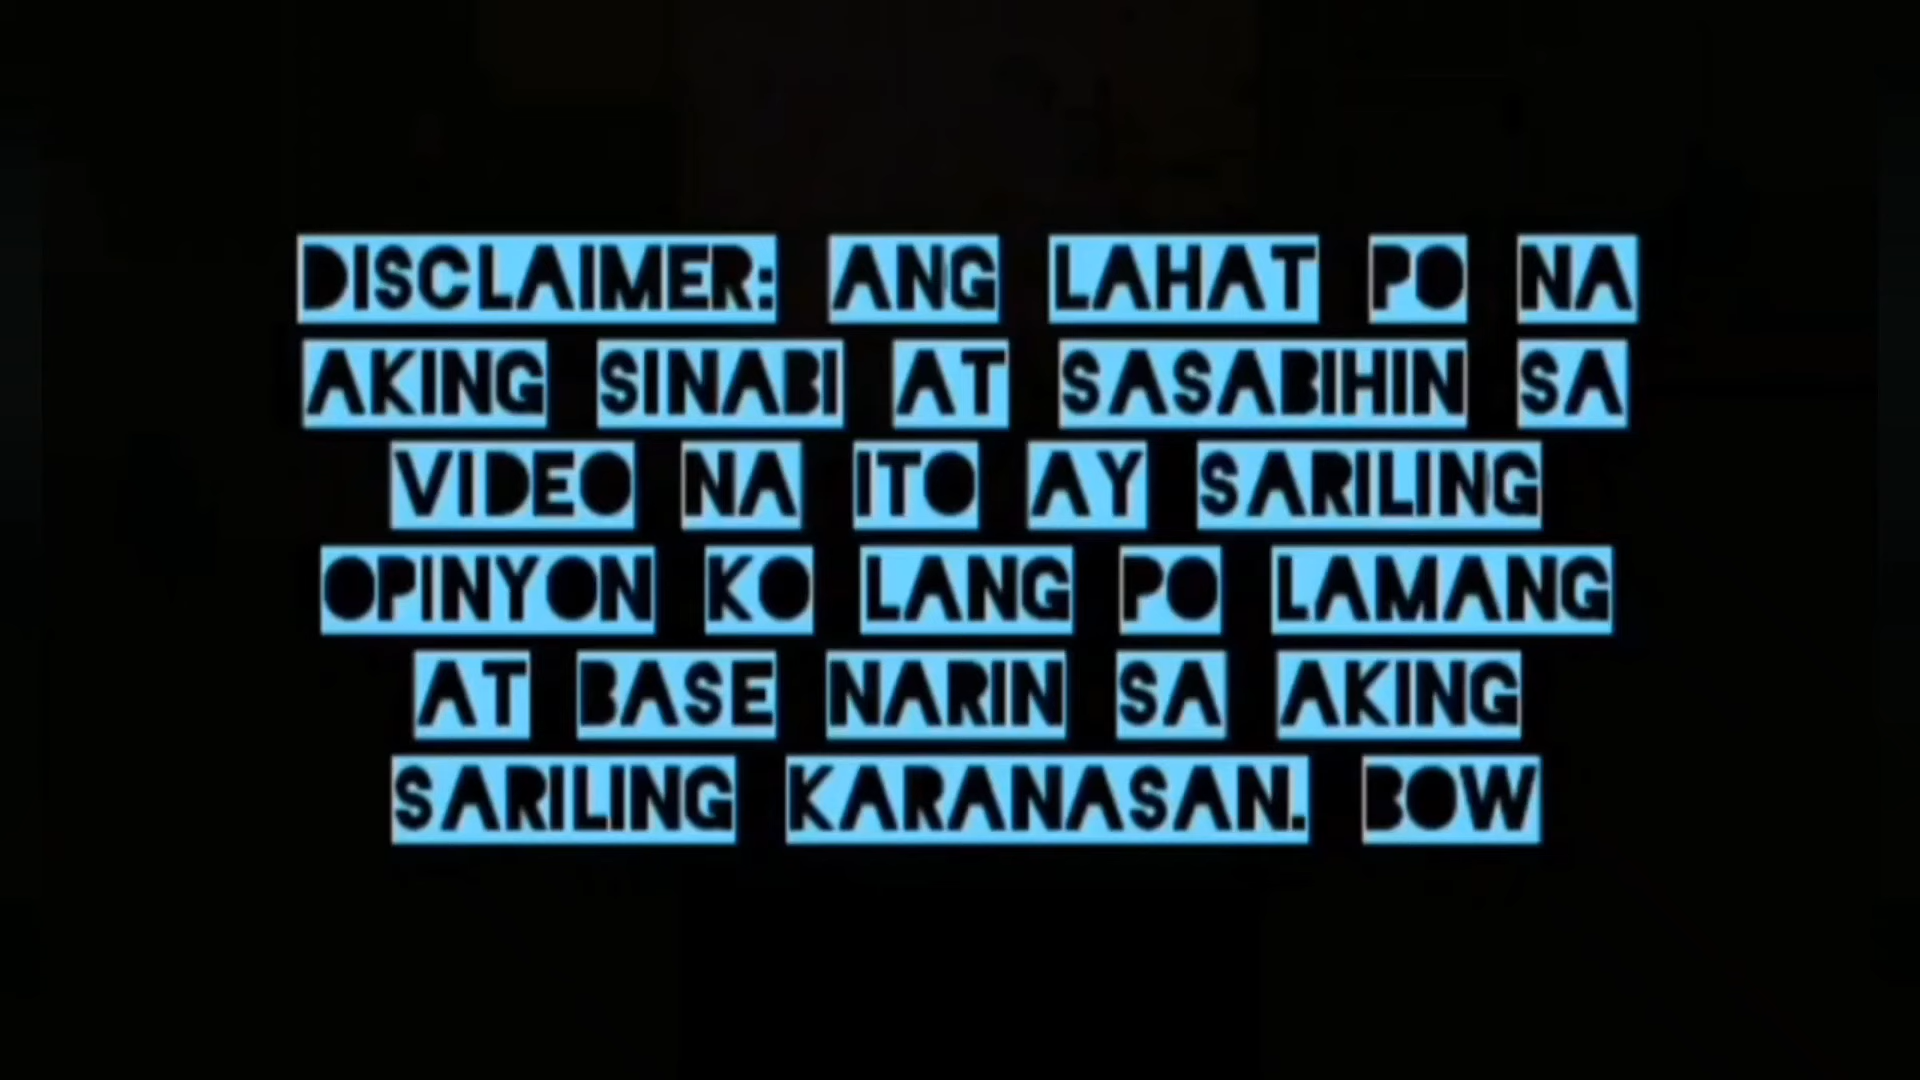 DISCLAIMER: ANG LAHAT PO NA
AKING SINABI AT SASABIHIN SA
VIDEO NA ITO AY SARILING
OPINYON KO LANG PO LAMANG
AT BASE NARIN SA AKING
SARILING KARANASAN. BOW